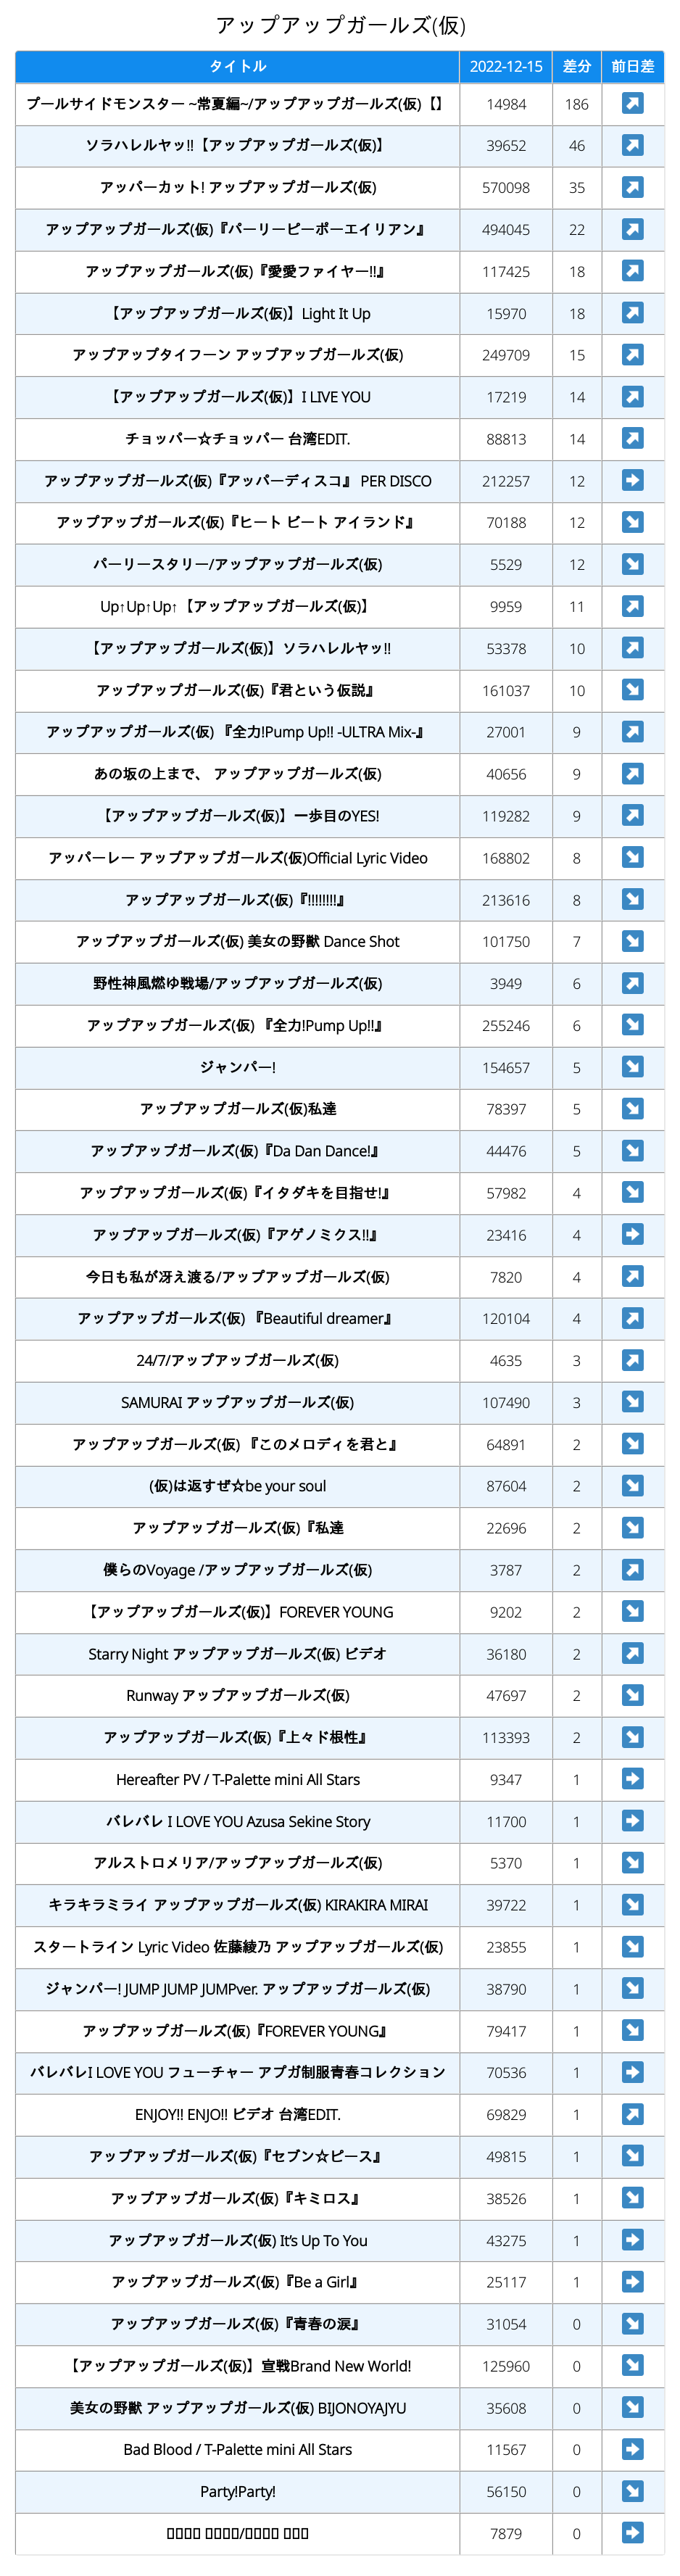 アップアップガールズ(仮)
タイトル 2022-12-15 差分 前日差
プールサイドモンスター ~常夏編~/アップアップガールズ(仮)【】 14984 186
ソラハレルヤッ!!【アップアップガールズ(仮)】 39652 46
アッパーカット! アップアップガールズ(仮) 570098 35
アップアップガールズ(仮)『パーリーピーポーエイリアン』 494045 22
アップアップガールズ(仮)『愛愛ファイヤー!!』 117425 18
【アップアップガールズ(仮)】Light It Up 15970 18
アップアップタイフーン アップアップガールズ(仮) 249709 15
【アップアップガールズ(仮)】I LIVE YOU 17219 14
チョッパー☆チョッパー 台湾EDIT. 88813 14
アップアップガールズ(仮)『アッパーディスコ』 PER DISCO 212257 12
アップアップガールズ(仮)『ヒート ビート アイランド』 70188 12
パーリースタリー/アップアップガールズ(仮) 5529 12
Up↑Up↑Up↑【アップアップガールズ(仮)】 9959 11
【アップアップガールズ(仮)】ソラハレルヤッ!! 53378 10
アップアップガールズ(仮)『君という仮説』 161037 10
アップアップガールズ(仮) 『全力!Pump Up!! -ULTRA Mix-』 27001 9
あの坂の上まで、 アップアップガールズ(仮) 40656 9
【アップアップガールズ(仮)】一歩目のYES! 119282 9
アッパーレー アップアップガールズ(仮)Official Lyric Video 168802 8
アップアップガールズ(仮)『!!!!!!!!』 213616 8
アップアップガールズ(仮) 美女の野獣 Dance Shot 101750 7
野性神風燃ゆ戦場/アップアップガールズ(仮) 3949 6
アップアップガールズ(仮) 『全力!Pump Up!!』 255246 6
ジャンパー! 154657 5
アップアップガールズ(仮)私達 78397 5
アップアップガールズ(仮)『Da Dan Dance!』 44476 5
アップアップガールズ(仮)『イタダキを目指せ!』 57982 4
アップアップガールズ(仮)『アゲノミクス!!』 23416 4
今日も私が冴え渡る/アップアップガールズ(仮) 7820 4
アップアップガールズ(仮) 『Beautiful dreamer』 120104 4
24/7/アップアップガールズ(仮) 4635 3
SAMURAI アップアップガールズ(仮) 107490 3
アップアップガールズ(仮) 『このメロディを君と』 64891 2
(仮)は返すぜ☆be your soul 87604 2
アップアップガールズ(仮)『私達 22696 2
僕らのVoyage /アップアップガールズ(仮) 3787 2
【アップアップガールズ(仮)】FOREVER YOUNG 9202 2
Starry Night アップアップガールズ(仮) ビデオ 36180 2
Runway アップアップガールズ(仮) 47697 2
アップアップガールズ(仮)『上々ド根性』 113393 2
Hereafter PV / T-Palette mini All Stars 9347 1
バレバレ I LOVE YOU Azusa Sekine Story 11700 1
アルストロメリア/アップアップガールズ(仮) 5370 1
キラキラミライ アップアップガールズ(仮) KIRAKIRA MIRAI 39722 1
スタートライン Lyric Video 佐藤綾乃 アップアップガールズ(仮) 23855 1
ジャンパー! JUMP JUMP JUMPver. アップアップガールズ(仮) 38790 1
アップアップガールズ(仮)『FOREVER YOUNG』 79417 1
バレバレI LOVE YOU フューチャー アプガ制服青春コレクション 70536 1
ENJOY!! ENJO!! ビデオ 台湾EDIT. 69829 1
アップアップガールズ(仮)『セブン☆ピース』 49815 1
アップアップガールズ(仮)『キミロス』 38526 1
アップアップガールズ(仮) It’s Up To You 43275 1
アップアップガールズ(仮)『Be a Girl』 25117 1
アップアップガールズ(仮)『青春の涙』 31054 0
【アップアップガールズ(仮)】宣戦Brand New World! 125960 0
美女の野獣 アップアップガールズ(仮) BIJONOYAJYU 35608 0
Bad Blood / T-Palette mini All Stars 11567 0
Party!Party! 56150 0
7879 0